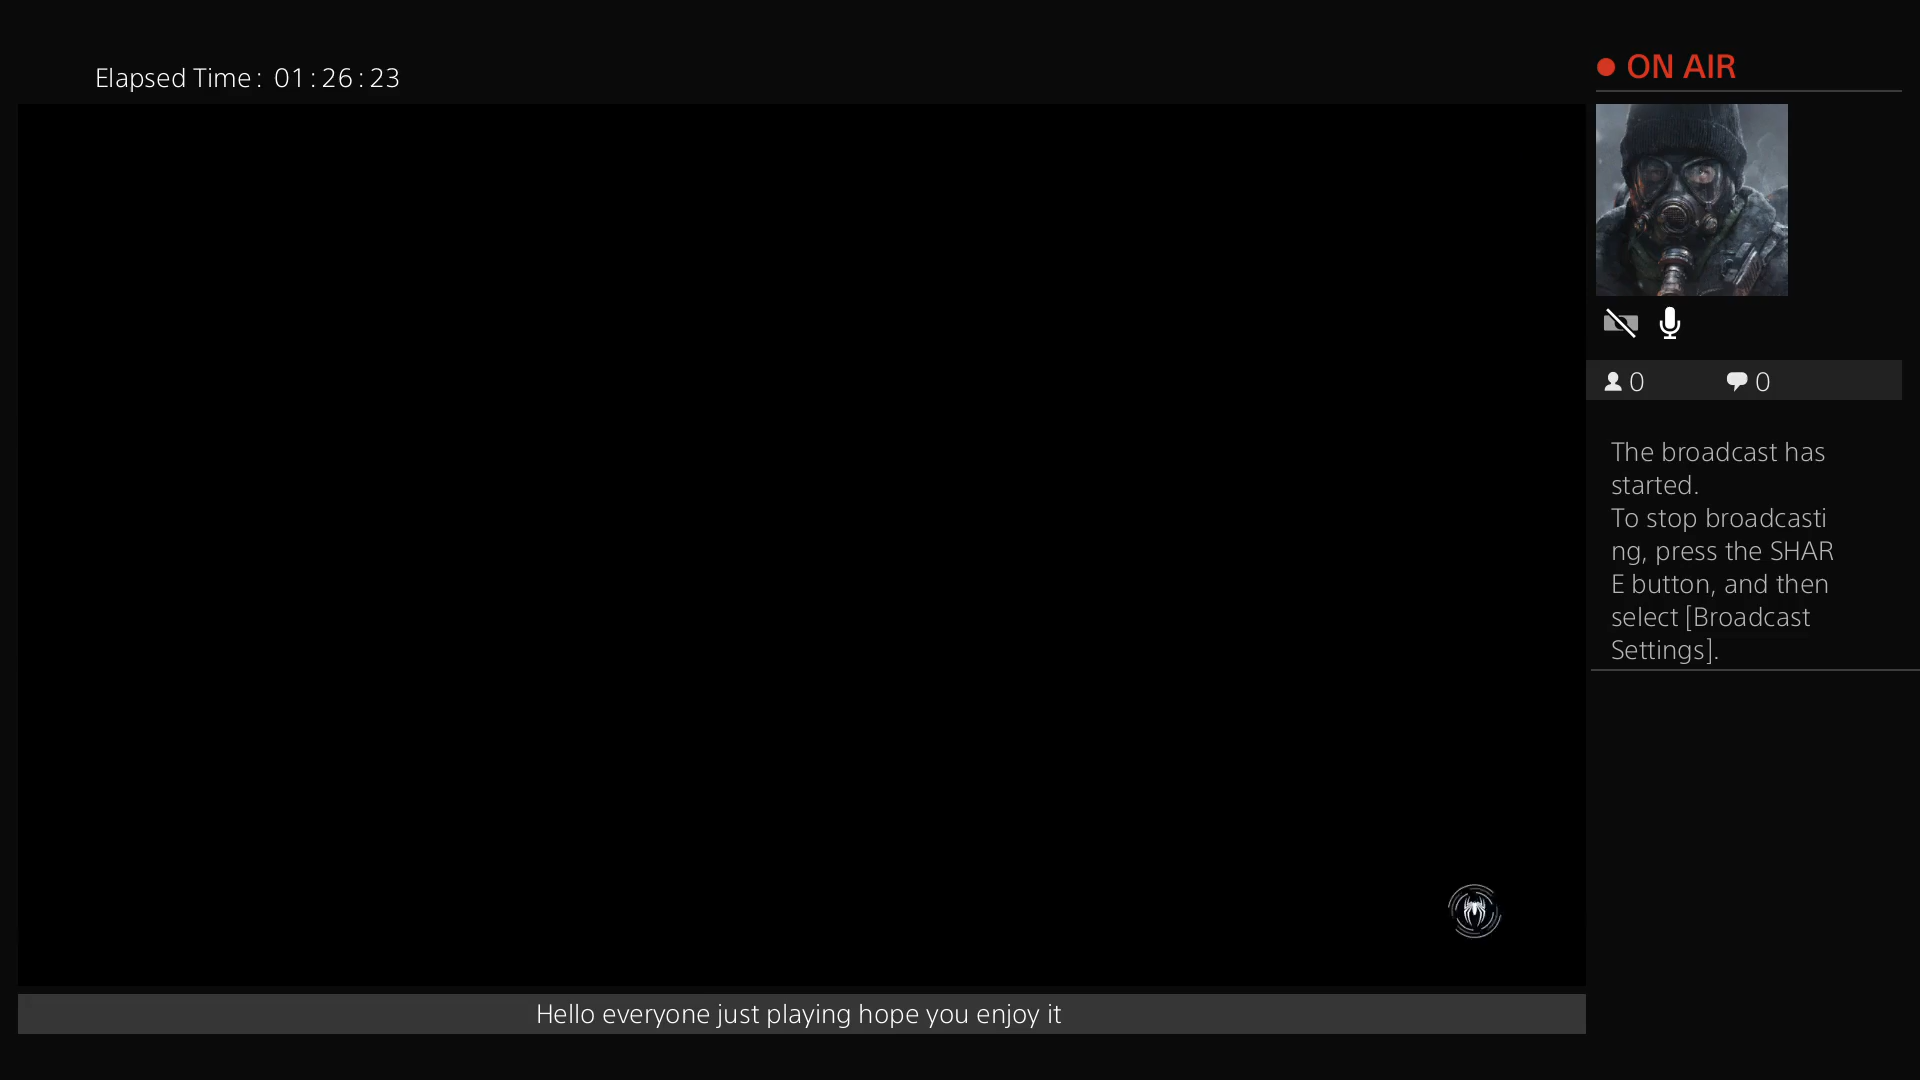 Elapsed Time: 01:26:23
ON AIR
0
0
The broadcast has
started.
To stop broadcasti
ng, press the SHAR
E button, and then
select [Broadcast
Settings].
Hello everyone just playing hope you enjoy it